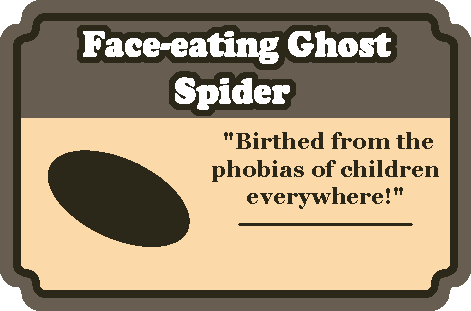 Face-eating Ghost
Spider
"Birthed from the
phobias of children
everywhere!"